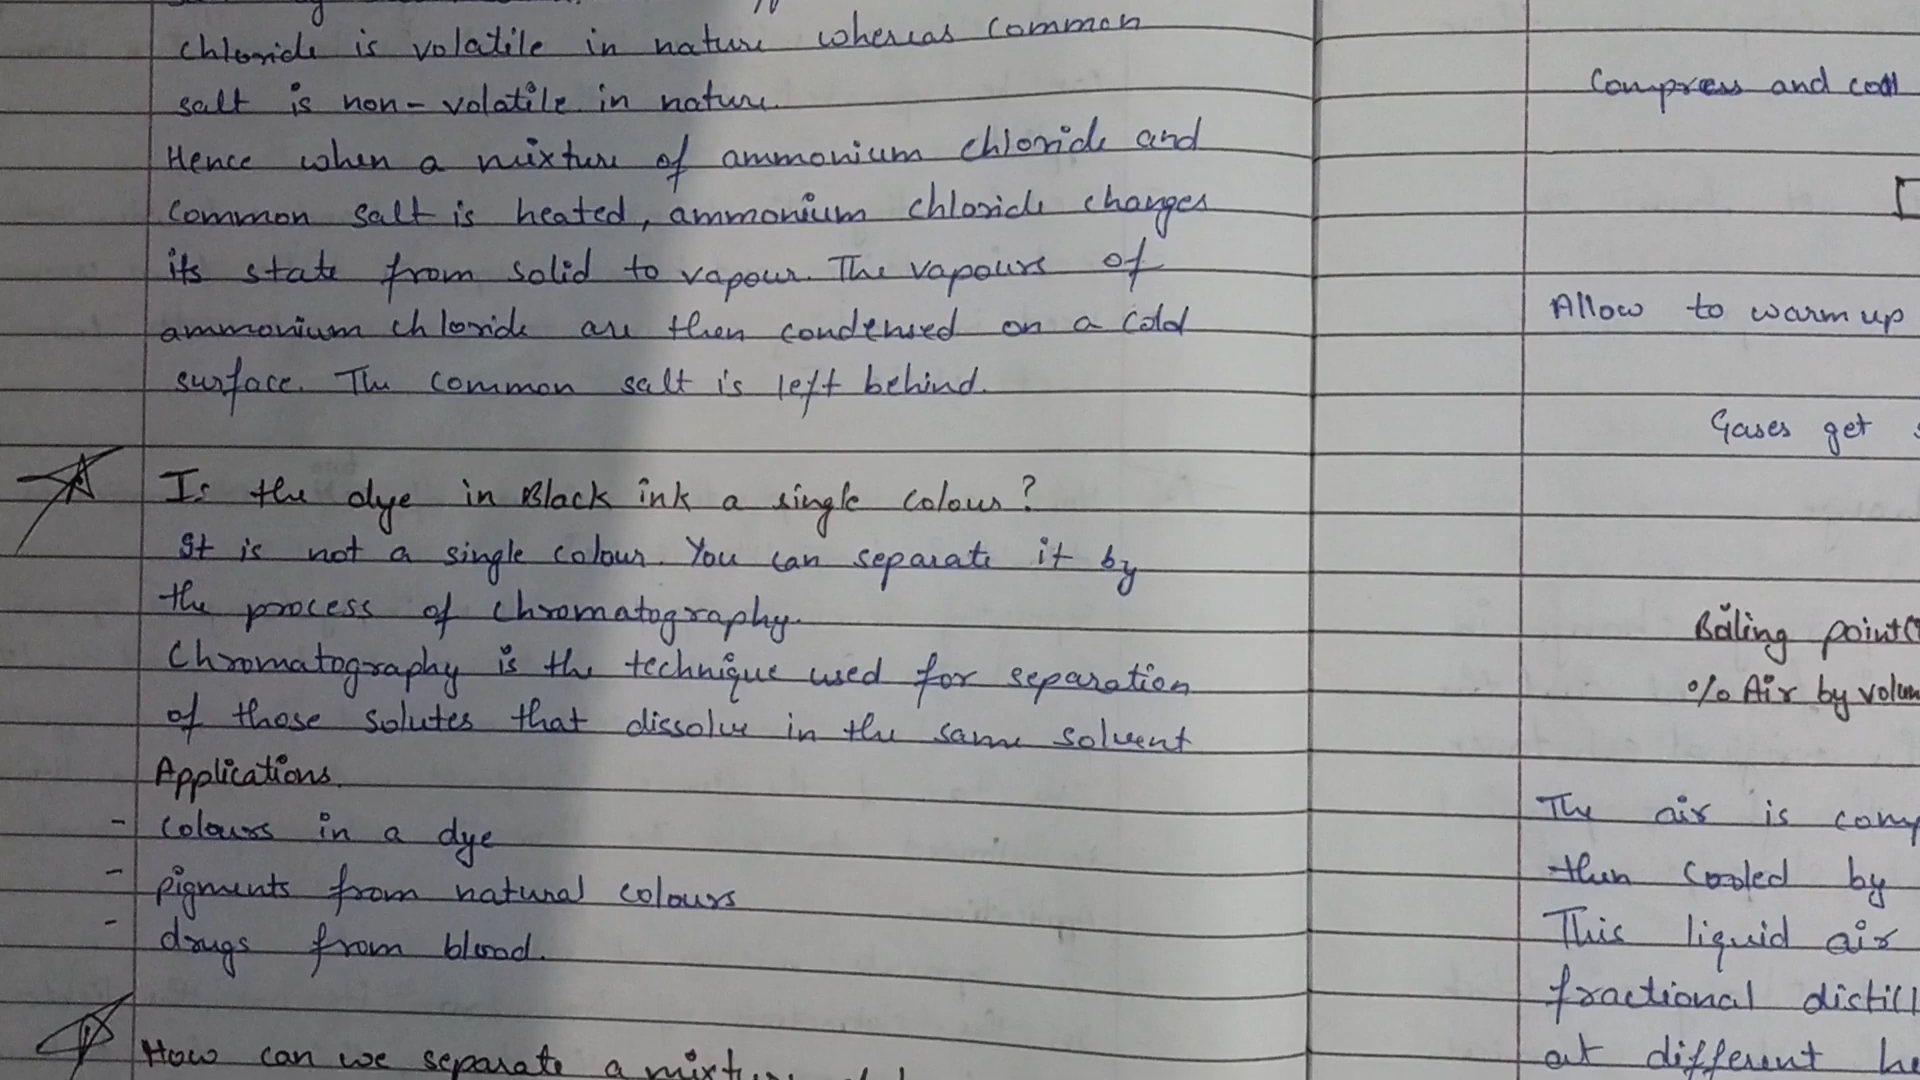 chloride is volatile in nature whereas common
salt is non-volatile in nature.
Hence when a mixture of ammonium chloride and
common salt is heated, ammonium chloride changes
its state from solid to vapour. The vapours of
ammonium chloride are then condensed on a cold
surface. The common salt is left behind.
Is the dye in Black ink a single colour?
It is not a single colour. You can separate it by
the process of chromatography.
Chromatography is the technique used for separation
of those solutes that dissolve in the same solvent
Applications.
- colours in a dye
- pigments from natural colours
- drugs from blood.
How can we separate a
Compress and cool
Allow to warm up
Gases get
Boiling point
% Air by
The air is
then cooled by
This liquid air
fractional
at different